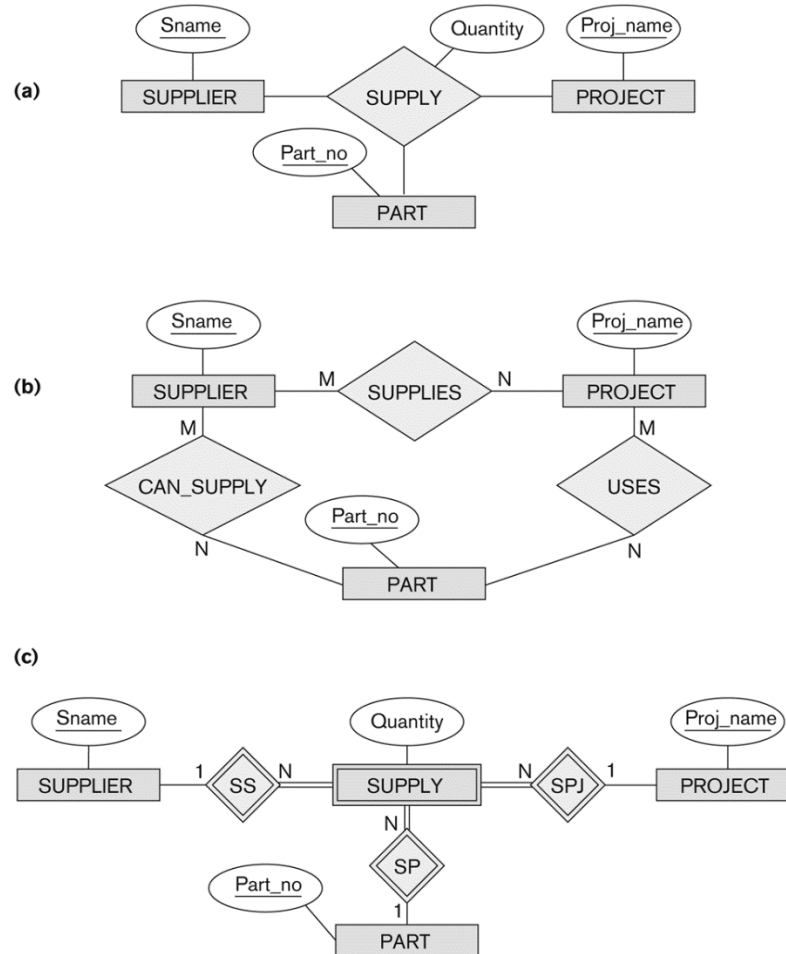 (a)
Sname
Quantity
Proj_name
SUPPLIER
SUPPLY
PROJECT
Part_no
PART
(b)
Sname
Proj_name
SUPPLIER
M
SUPPLIES
N
PROJECT
M
M
CAN_SUPPLY
USES
Part_no
N
N
PART
(c)
Sname
Quantity
Proj_name
SUPPLIER
1
SS
N
SUPPLY
N
SPJ
1
PROJECT
N
SP
Part_no
1
PART